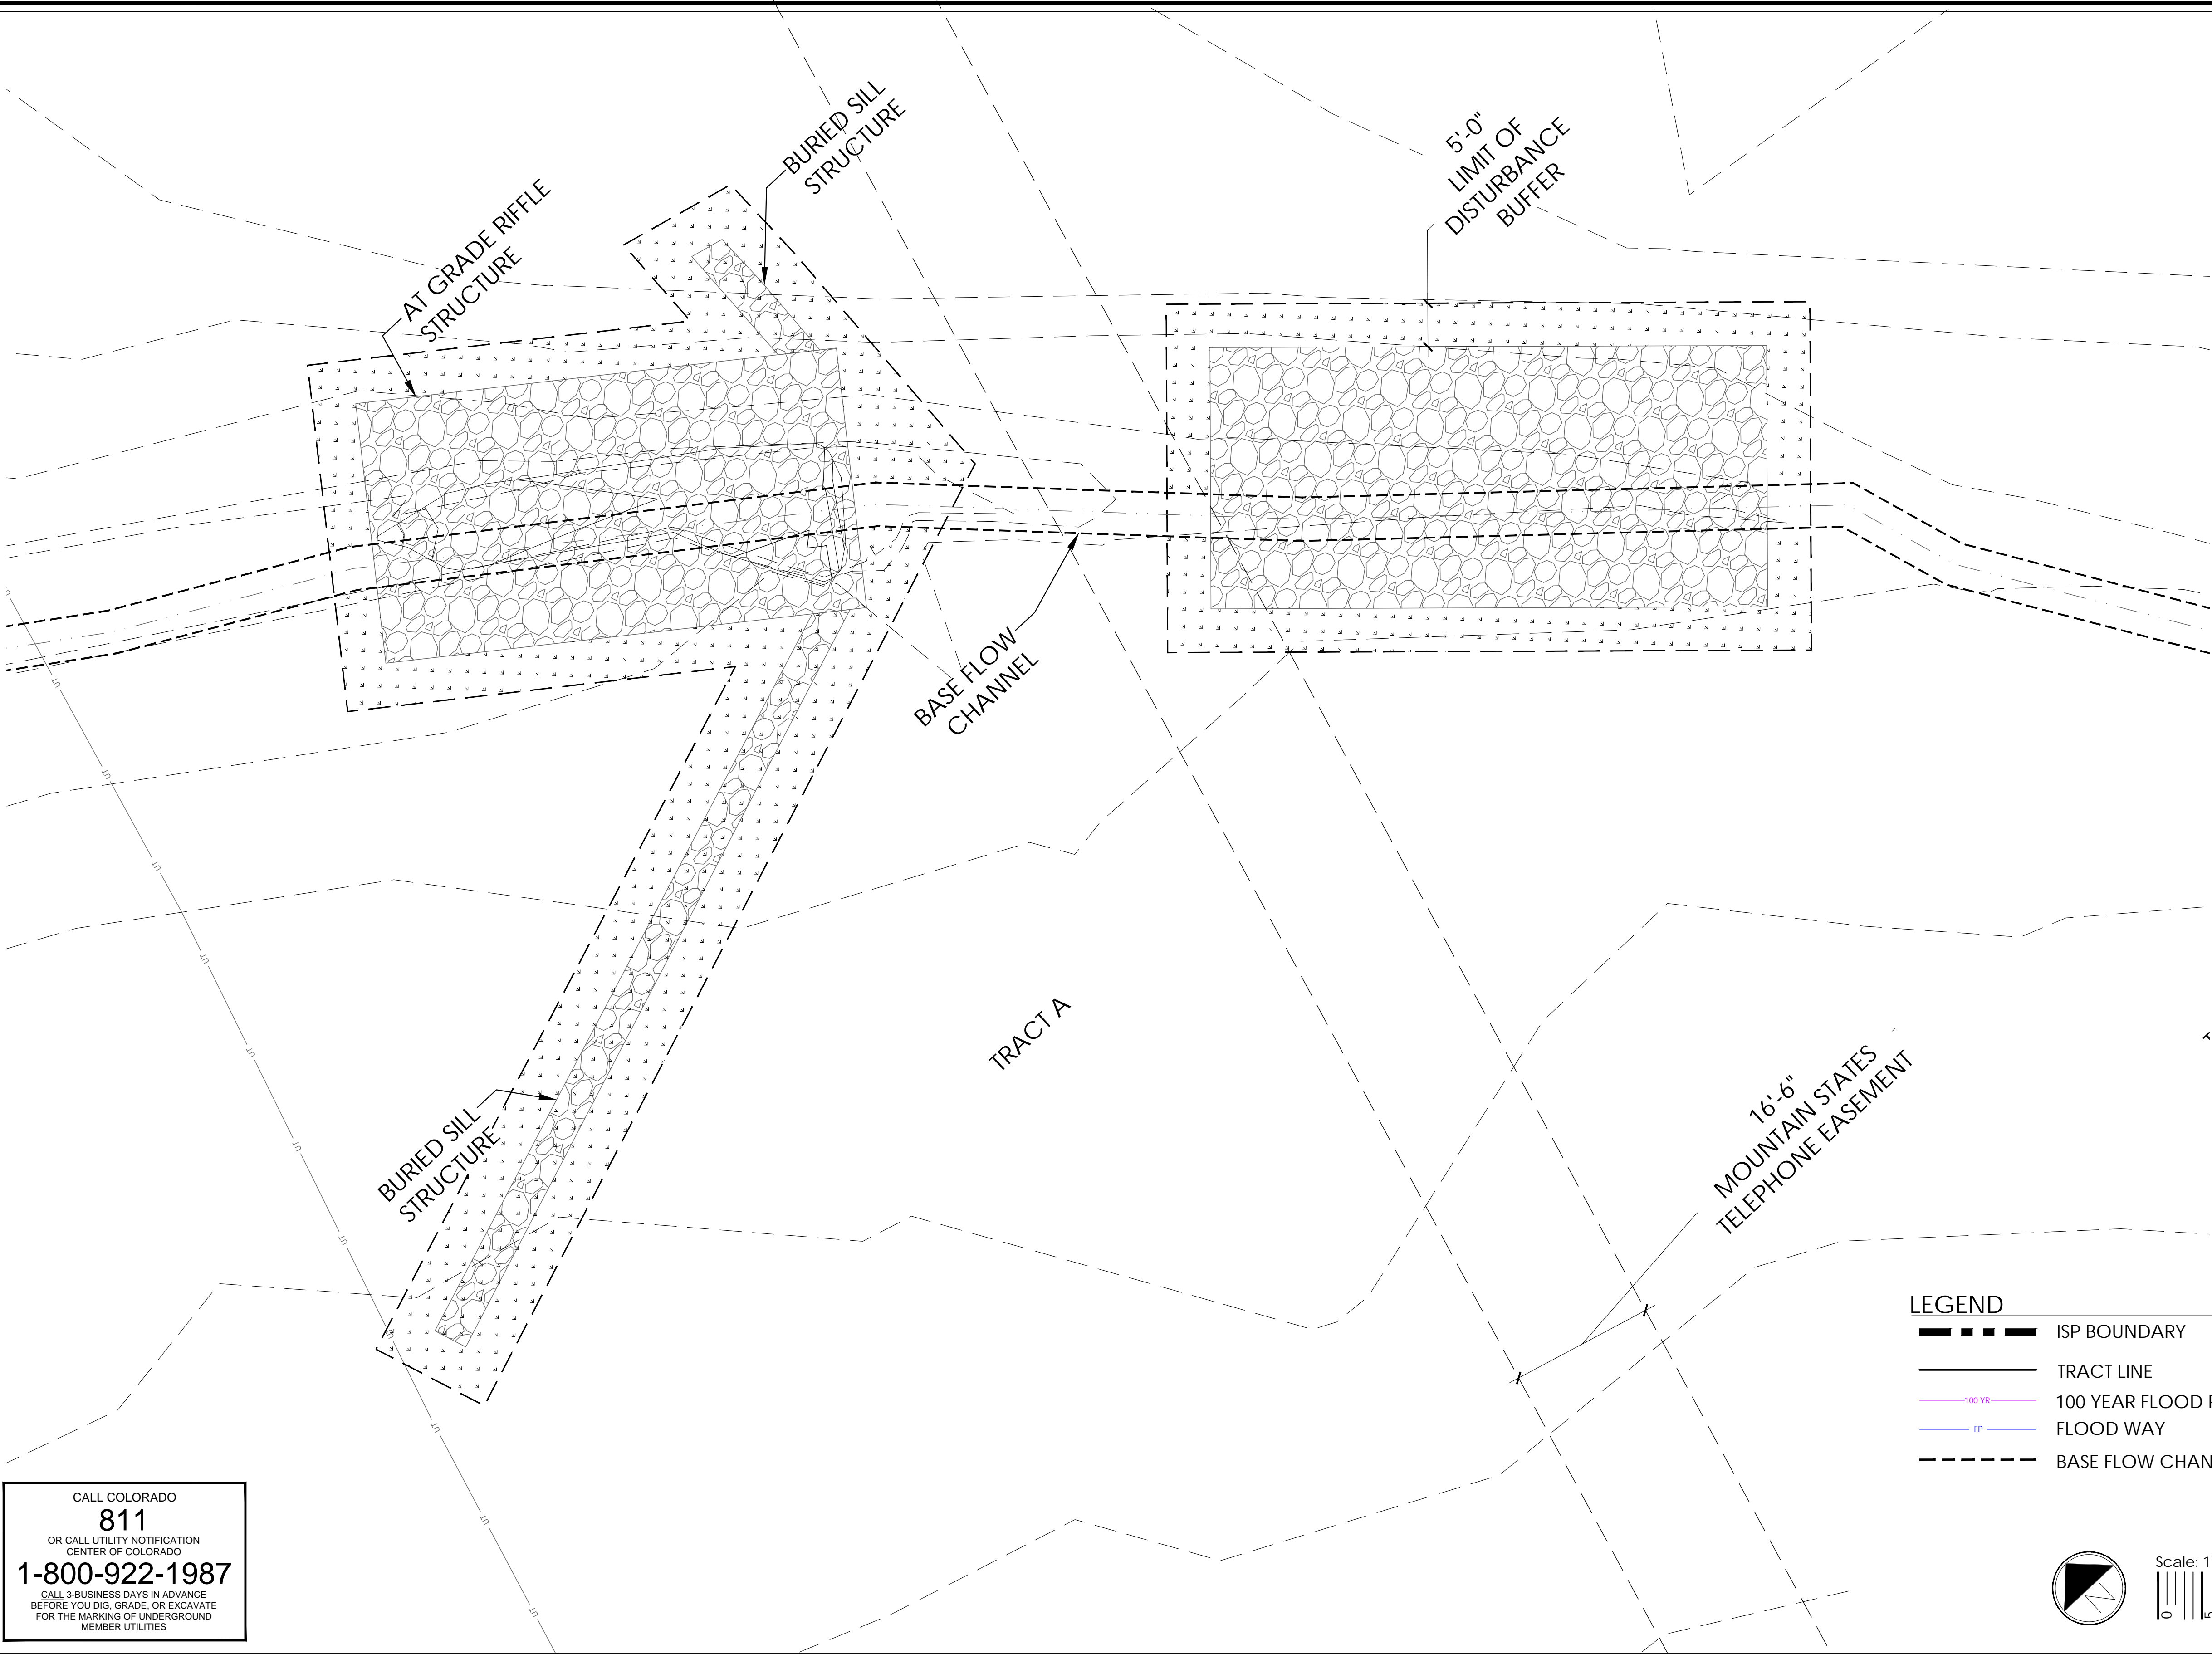 BURIED SILL
STRUCTURE
5'-0"
LIMIT OF
DISTURBANCE
BUFFER
AT GRADE RIFFLE
STRUCTURE
BASE FLOW
CHANNEL
TRACT A
16'-6"
MOUNTAIN STATES
TELEPHONE EASEMENT
BURIED SILL
STRUCTURE
LEGEND
ISP BOUNDARY
TRACT LINE
100 YR
100 YEAR FLOOD
FP
FLOOD WAY
BASE FLOW CHAN
CALL COLORADO
811
OR CALL UTILITY NOTIFICATION
CENTER OF COLORADO
1-800-922-1987
CALL 3-BUSINESS DAYS IN ADVANCE
BEFORE YOU DIG, GRADE, OR EXCAVATE
FOR THE MARKING OF UNDERGROUND
MEMBER UTILITIES
Scale: 1"
0